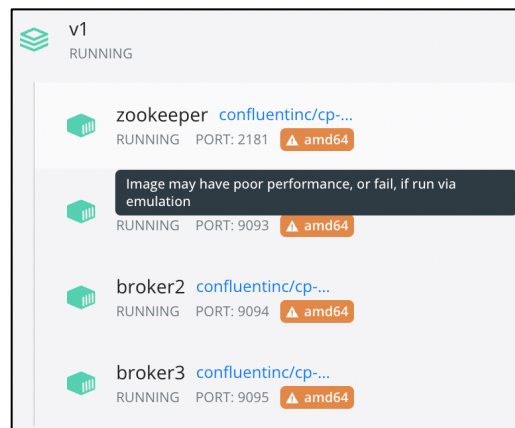 v1
RUNNING
zookeeper confluentinc/cp-...
RUNNING PORT: 2181 amd64
Image may have poor performance, or fail, if run via
emulation
RUNNING PORT: 9093 amd64
broker2 confluentinc/cp-...
RUNNING PORT: 9094 amd64
broker3 confluentinc/cp-...
RUNNING PORT: 9095 amd64